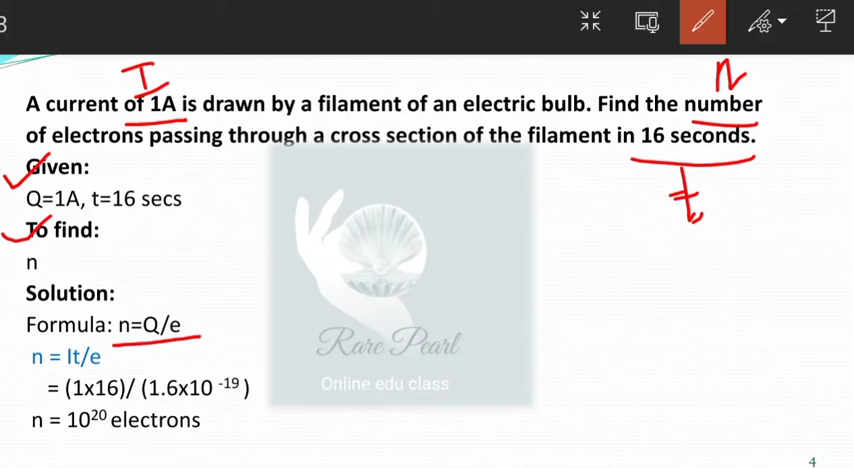 3
I
n
A current of 1A is drawn by a filament of an electric bulb. Find the number
of electrons passing through a cross section of the filament in 16 seconds.
t
Given:
Q=1A, t=16 secs
To find:
n
Solution:
Formula: n=Q/e
n = It/e
= (1x16)/ (1.6x10 -19 )
n = 10²⁰ electrons
Rare Pearl
Online edu class
4